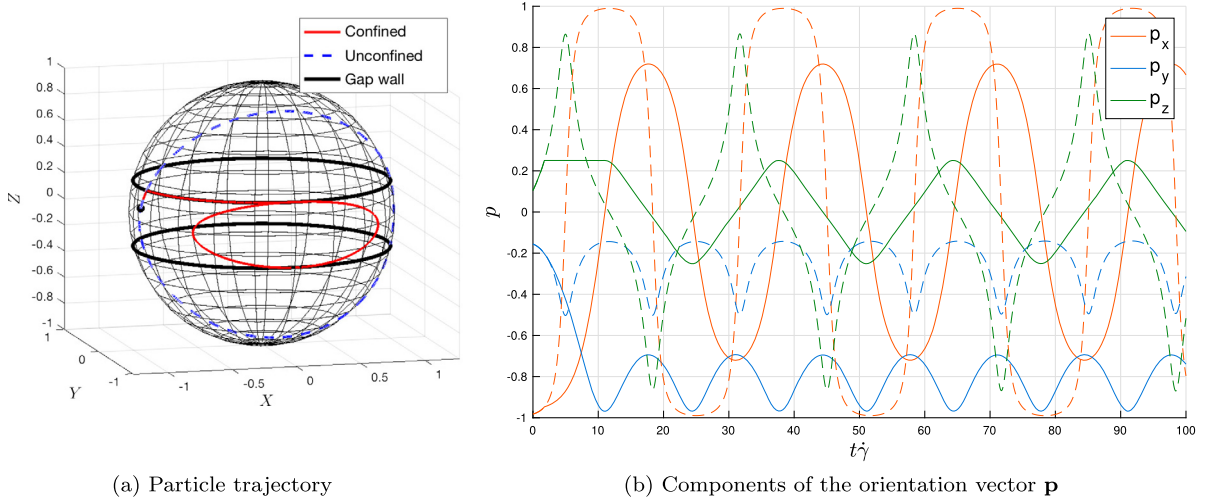 Confined
Unconfined
Gap wall
1
0.8
0.6
0.4
0.2
0
-0.2
-0.4
-0.6
-0.8
-1
Z
1
0
-1
Y
-1
-0.5
0
0.5
1
X
(a) Particle trajectory
1
0.8
0.6
0.4
0.2
0
-0.2
-0.4
-0.6
-0.8
-1
p
0 10 20 30 40 50 60 70 80 90 100
tγ̇
p_x
p_y
p_z
(b) Components of the orientation vector p